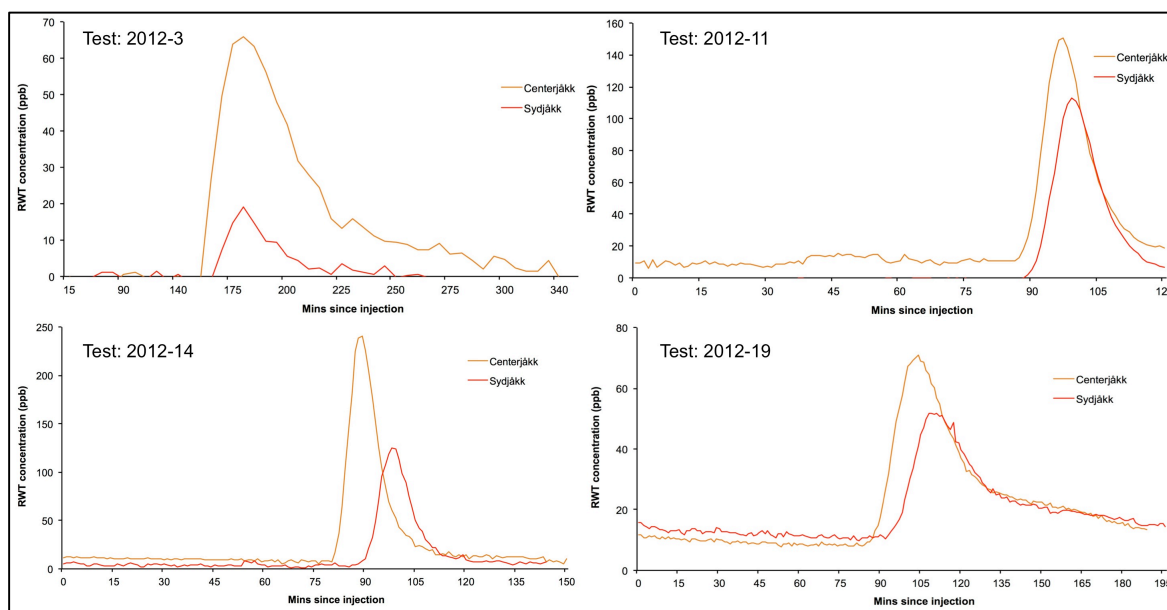 Test: 2012-3
RWT concentration (ppb)
70
60
50
40
30
20
10
0
Centerjåkk
Sydjåkk
15 90 140 175 200 225 250 275 300 340
Mins since injection
Test: 2012-11
RWT concentration (ppb)
160
140
120
100
80
60
40
20
0
Centerjåkk
Sydjåkk
0 15 30 45 60 75 90 105 120
Mins since injection
Test: 2012-14
RWT concentration (ppb)
250
200
150
100
50
0
Centerjåkk
Sydjåkk
0 15 30 45 60 75 90 105 120 135 150
Mins since injection
Test: 2012-19
RWT concentration (ppb)
80
60
40
20
0
Centerjåkk
Sydjåkk
0 15 30 45 60 75 90 105 120 135 150 165 180 195
Mins since injection